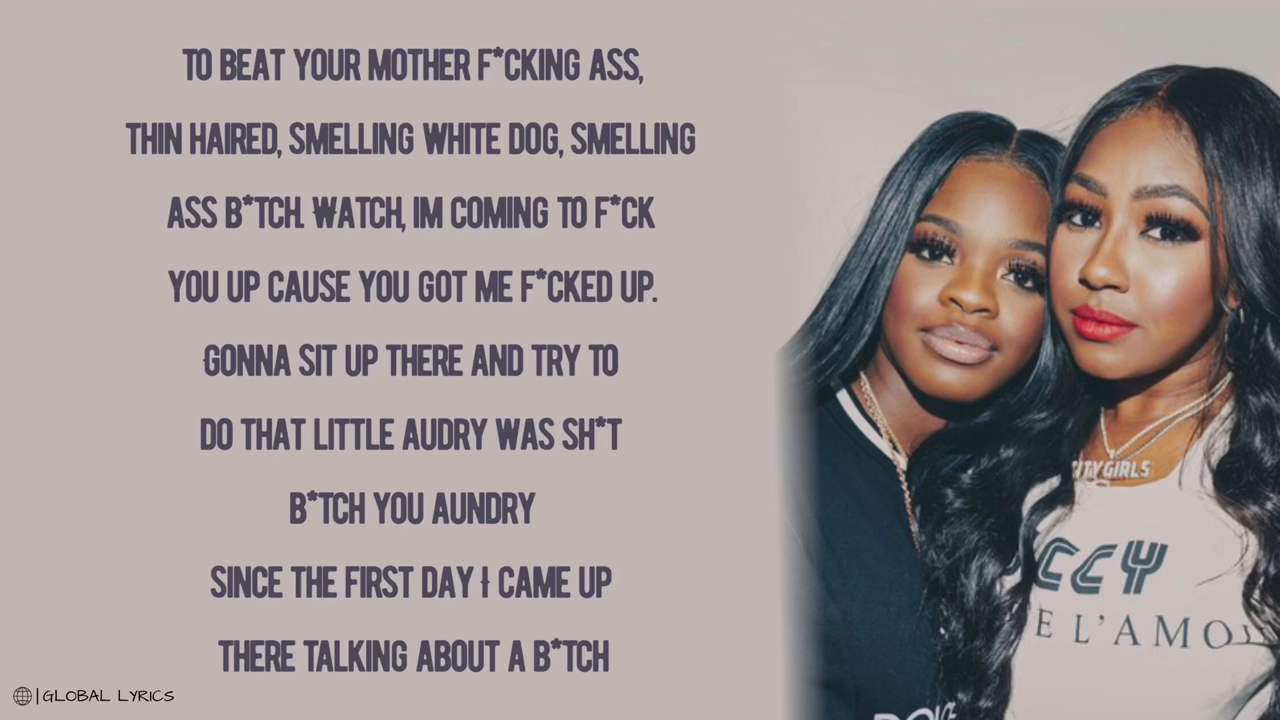 TO BEAT YOUR MOTHER F*CKING ASS,
THIN HAIRED, SMELLING WHITE DOG, SMELLING
ASS B*TCH. WATCH, IM COMING TO F*CK
YOU UP CAUSE YOU GOT ME F*CKED UP.
GONNA SIT UP THERE AND TRY TO
DO THAT LITTLE AUDRY WAS SH*T
B*TCH YOU AUNDRY
SINCE THE FIRST DAY I CAME UP
THERE TALKING ABOUT A B*TCH
| GLOBAL LYRICS
CITYGIRLS
CCY
E L'AMO